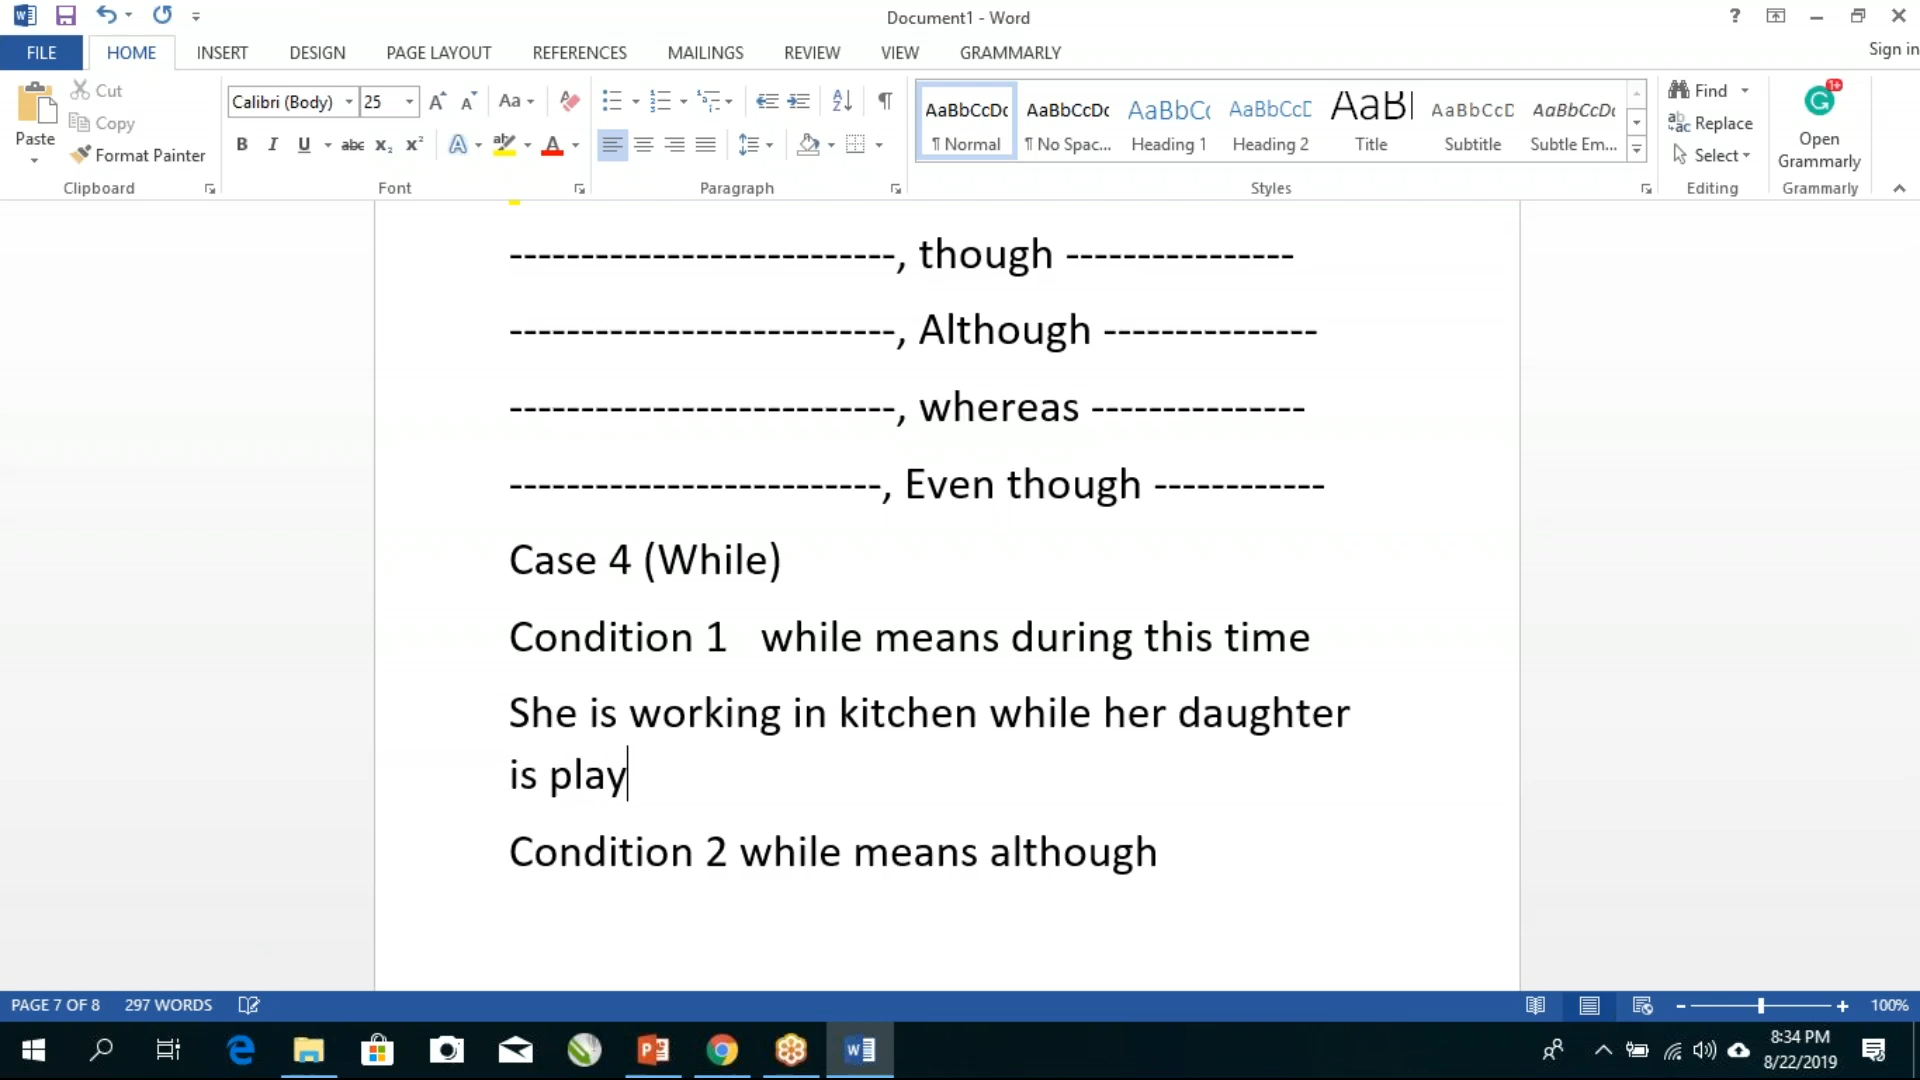 Document1 - Word
Sign in
FILE HOME INSERT DESIGN PAGE LAYOUT REFERENCES MAILINGS REVIEW VIEW GRAMMARLY
Paste
Cut
Copy
Format Painter
Clipboard
Calibri (Body) 25
Font
Paragraph
AaBbCcDc AaBbCcDc AaBbCc AaBbCcD AaBl AaBbCcD AaBbCcDc
¶ Normal ¶ No Spac... Heading 1 Heading 2 Title Subtitle Subtle Em...
Styles
Find
Replace
Select
Editing
Open
Grammarly
Grammarly
---------------------------, though ----------------
---------------------------, Although ---------------
---------------------------, whereas ---------------
--------------------------, Even though ------------
Case 4 (While)
Condition 1   while means during this time
She is working in kitchen while her daughter
is play
Condition 2 while means although
PAGE 7 OF 8 297 WORDS
100%
8:34 PM
8/22/2019